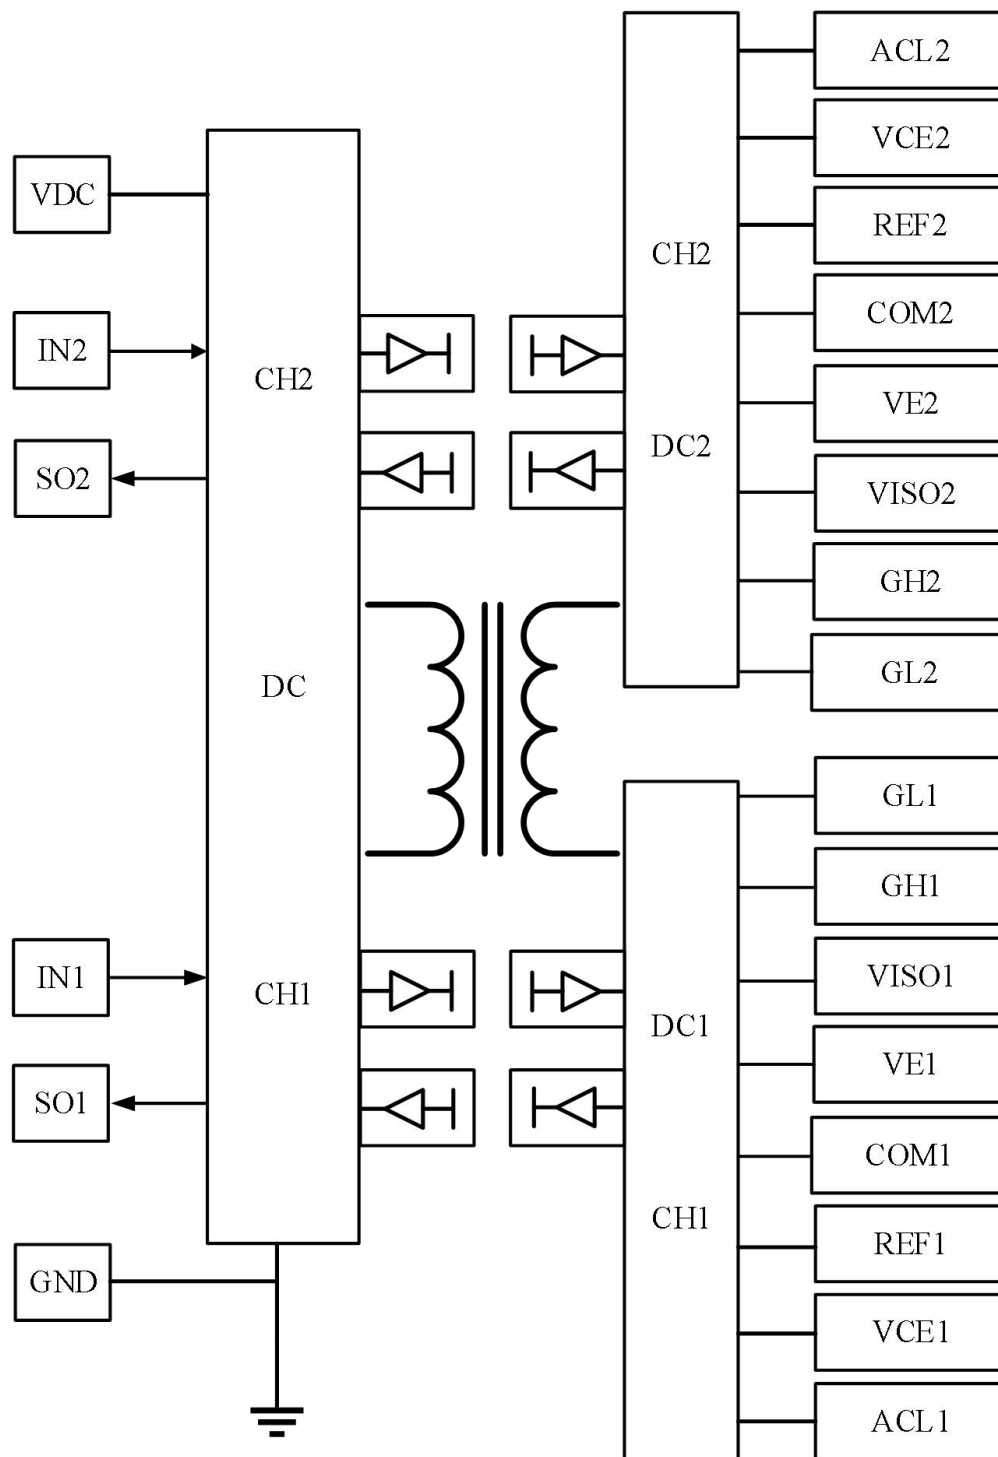 VDC
IN2
SO2
IN1
SO1
GND
CH2
DC
CH1
CH2
DC2
DC1
CH1
ACL2
VCE2
REF2
COM2
VE2
VISO2
GH2
GL2
GL1
GH1
VISO1
VE1
COM1
REF1
VCE1
ACL1